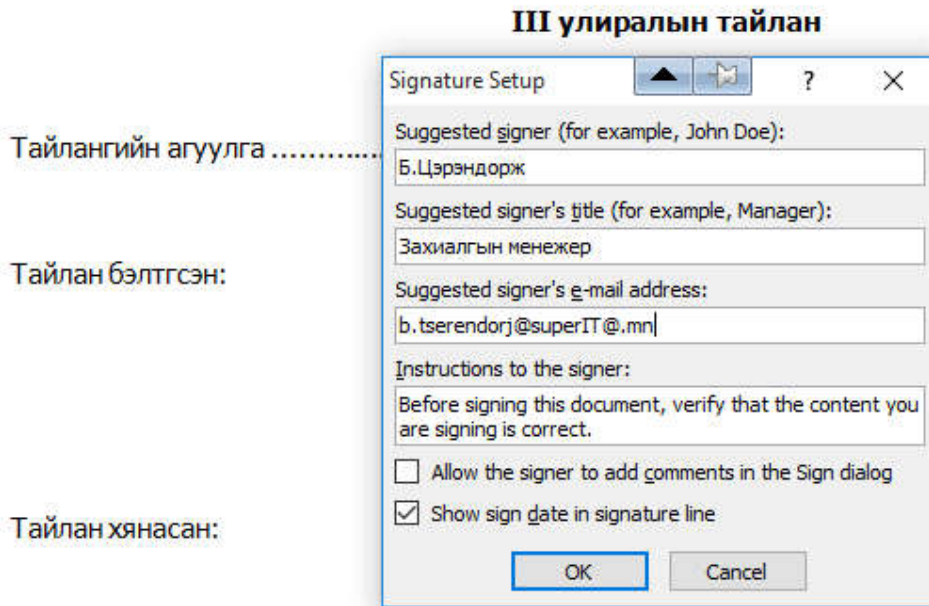 III улиралын тайлан
Signature Setup
?
Suggested signer (for example, John Doe):
Тайлангийн агуулга ..............
Б.Цэрэндорж
Suggested signer's title (for example, Manager):
Захиалгын менежер
Тайлан бэлтгсэн:
Suggested signer's e-mail address:
b.tserendorj@superIT@.mn
Instructions to the signer:
Before signing this document, verify that the content you
are signing is correct.
Allow the signer to add comments in the Sign dialog
Show sign date in signature line
Тайлан хянасан:
OK Cancel